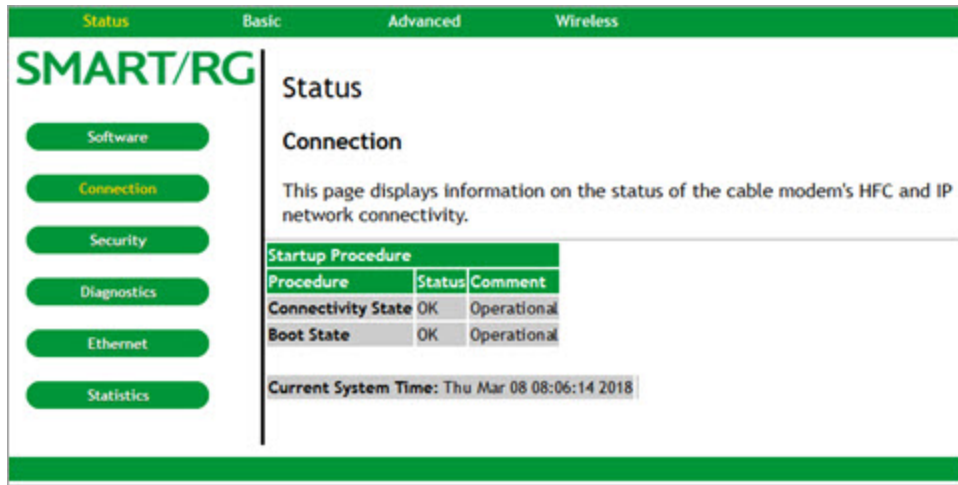 Status Basic Advanced Wireless
SMART/RG
Software
Connection
Security
Diagnostics
Ethernet
Statistics
Status
Connection
This page displays information on the status of the cable modem's HFC and IP
network connectivity.
Startup Procedure
Procedure Status Comment
Connectivity State OK Operational
Boot State OK Operational
Current System Time: Thu Mar 08 08:06:14 2018